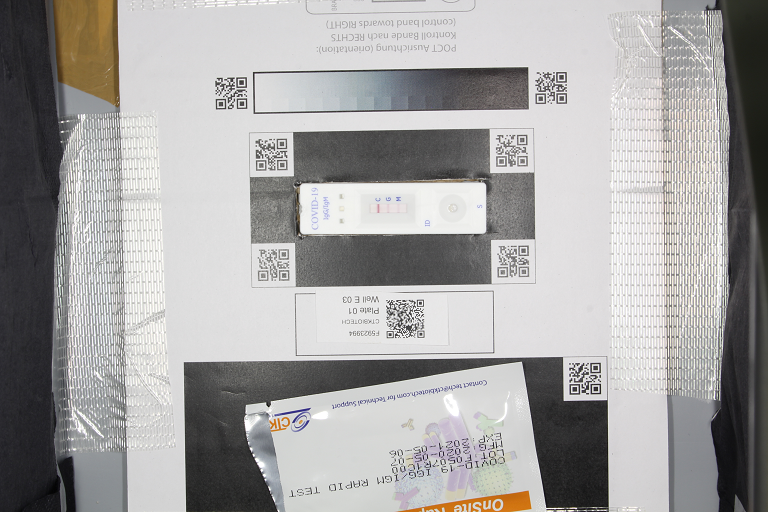 POCT Ausrichtung (orientation):
Kontroll Bande nach RECHTS
(control band towards RIGHT)
COVID-19
IgG/IgM
C
G
M
ID
S
F5923994
CTKBIOTECH
Plate 01
Well E 03
Contact tech@ctkbiotech.com for Technical Support
CTK
COVID-19 IGG/IGM RAPID TEST
LOT:F0507R1C00
MFG:2020-05-07
EXP:2021-05-06
OnSite